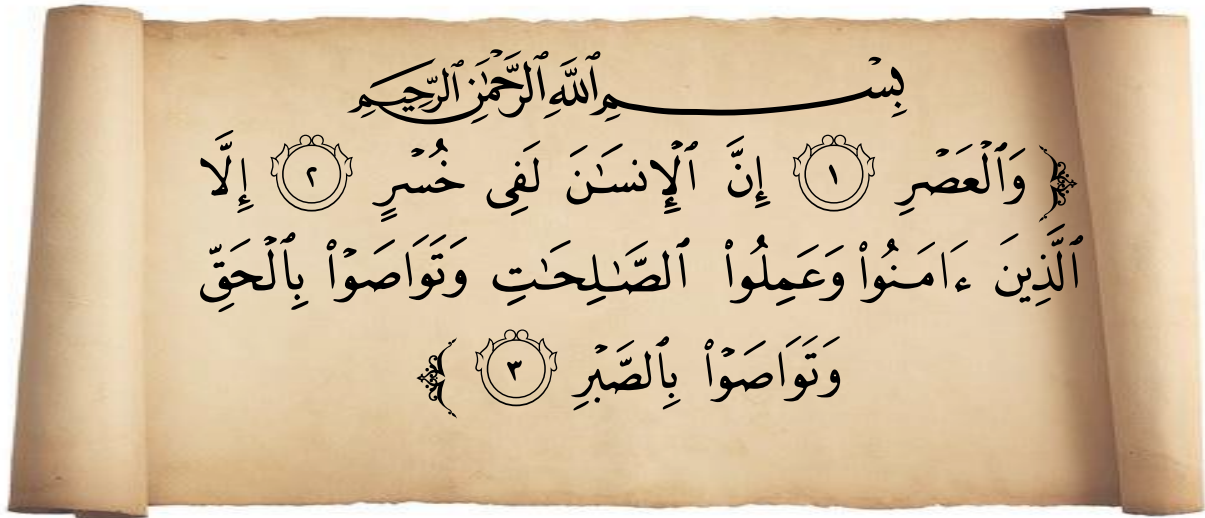 بِسْمِ ٱللَّهِ ٱلرَّحْمَٰنِ ٱلرَّحِيمِ
﴿ وَٱلْعَصْرِ ١ إِنَّ ٱلْإِنسَٰنَ لَفِى خُسْرٍ ٢ إِلَّا
ٱلَّذِينَ ءَامَنُوا۟ وَعَمِلُوا۟ ٱلصَّٰلِحَٰتِ وَتَوَاصَوْا۟ بِٱلْحَقِّ
وَتَوَاصَوْا۟ بِٱلصَّبْرِ ٣ ﴾